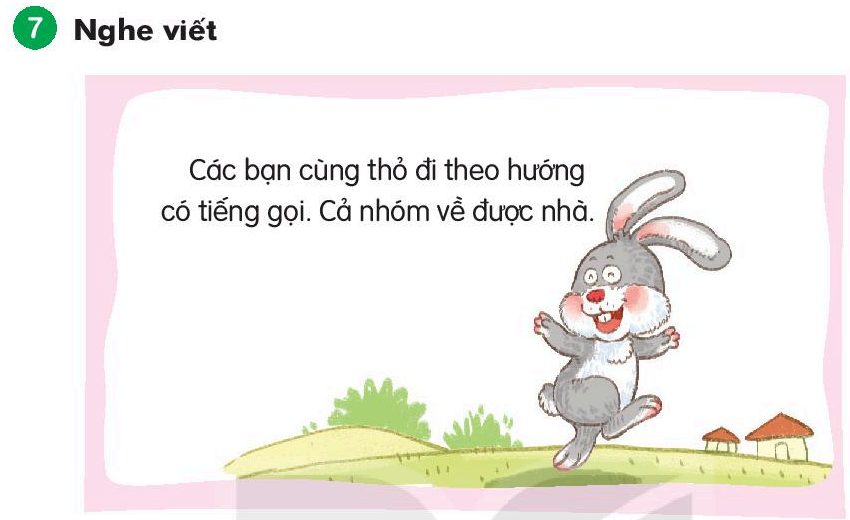 7 Nghe viết
Các bạn cùng thỏ đi theo hướng
có tiếng gọi. Cả nhóm về được nhà.